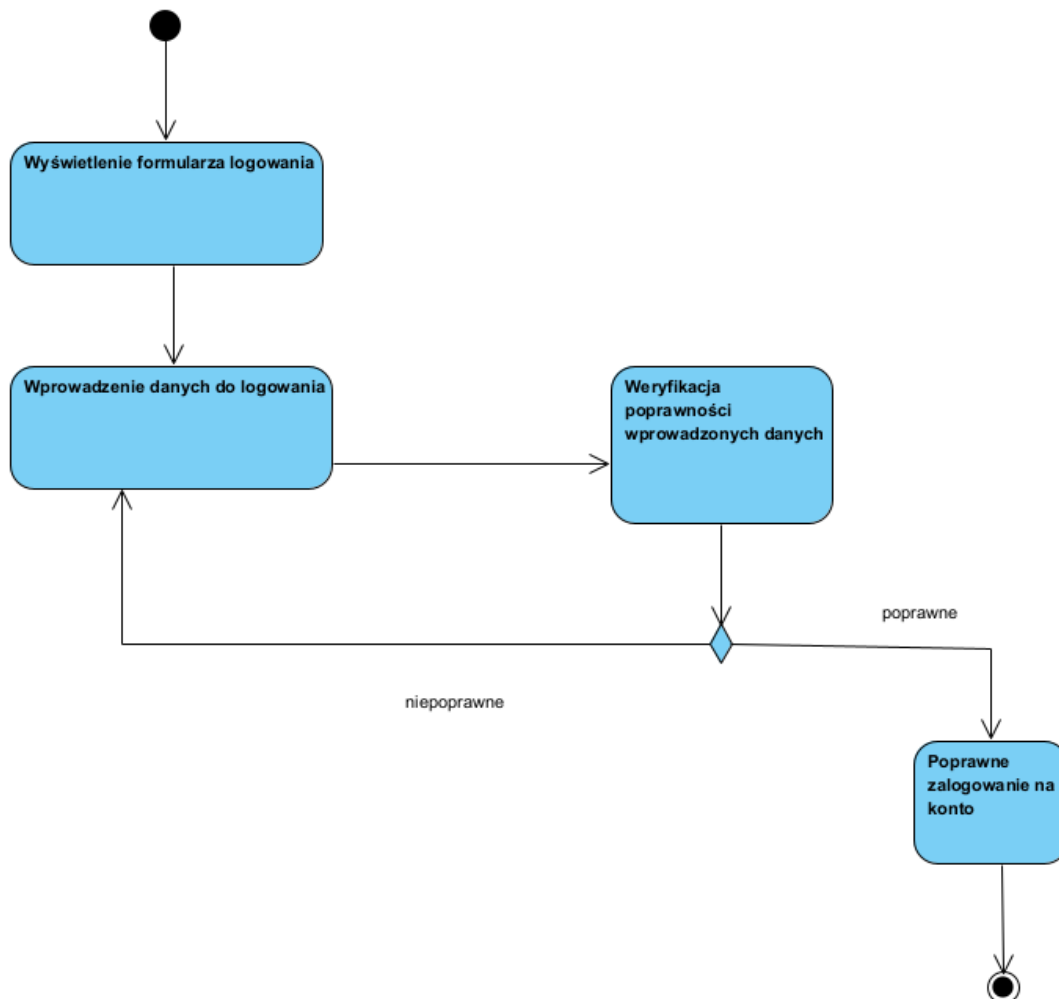 Wyświetlenie formularza logowania
Wprowadzenie danych do logowania
Weryfikacja
poprawności
wprowadzonych danych
poprawne
niepoprawne
Poprawne
zalogowanie na
konto